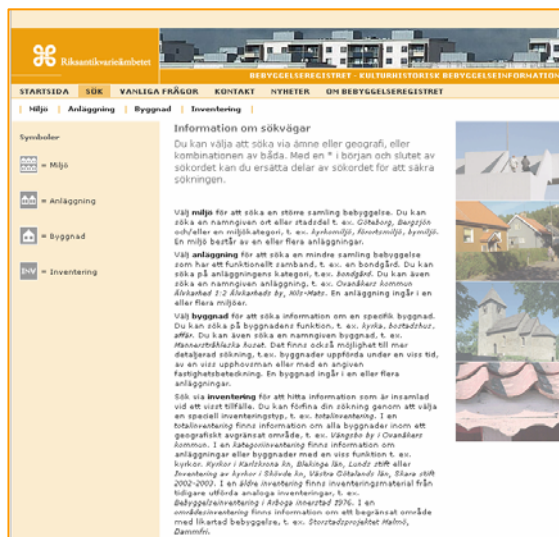 Riksantikvarieämbetet
BEBYGGELSEREGISTRET - KULTURHISTORISK BEBYGGELSEINFORMATION
STARTSIDA SÖK VANLIGA FRÅGOR KONTAKT NYHETER OM BEBYGGELSEREGISTRET
| Miljö | Anläggning | Byggnad | Inventering |
Symboler
= Miljö
= Anläggning
= Byggnad
INV = Inventering
Information om sökvägar
Du kan välja att söka via ämne eller geografi, eller
kombinationen av båda. Med en * i början och slutet av
sökordet kan du ersätta delar av sökordet för att säkra
sökningen.
Välj miljö för att söka en större samling bebyggelse. Du kan
söka en namngiven ort eller stadsdel t. ex. Göteborg, Bergsjön
och/eller en miljökategori, t. ex. kyrkomiljö, förortsmiljö, bymiljö.
En miljö består av en eller flera anläggningar.
Välj anläggning för att söka en mindre samling bebyggelse
som har ett funktionellt samband, t. ex. en bondgård. Du kan
söka på anläggningens kategori, t.ex. bondgård. Du kan även
söka en namngiven anläggning, t. ex. Ovanåkers kommun
Alvkarhed 1:2 Alvkarheds by, Nils-Mats. En anläggning ingår i en
eller flera miljöer.
Välj byggnad för att söka information om en specifik byggnad.
Du kan söka på byggnadens funktion, t. ex. kyrka, bostadshus,
affär. Du kan även söka en namngiven byggnad, t. ex.
Mannerstråhleska huset. Det finns också möjlighet till mer
detaljerad sökning, t.ex. byggnader uppförda under en viss tid,
av en viss upphovsman eller med en angiven
fastighetsbeteckning. En byggnad ingår i en eller flera
anläggningar.
Sök via inventering för att hitta information som är insamlad
vid ett visst tillfälle. Du kan förfina din sökning genom att välja
en speciell inventeringstyp, t. ex. totalinventering. I en
totalinventering finns information om alla byggnader inom ett
geografiskt avgränsat område, t. ex. Vängsbo by i Ovanåkers
kommun. I en kategoriinventering finns information om
anläggningar eller byggnader med en viss funktion t. ex.
kyrkor. Kyrkor i Karlskrona kn, Blekinge län, Lunds stift eller
Inventering av kyrkor i Skövde kn, Västra Götalands län, Skara stift
2002-2003. I en äldre inventering finns inventeringsmaterial från
tidigare utförda analoga inventeringar, t. ex.
Bebyggelseinventering i Arboga innerstad 1976. I en
områdesinventering finns information om ett begränsat område
med likartad bebyggelse, t. ex. Storstadsprojektet Malmö,
Dammfri.